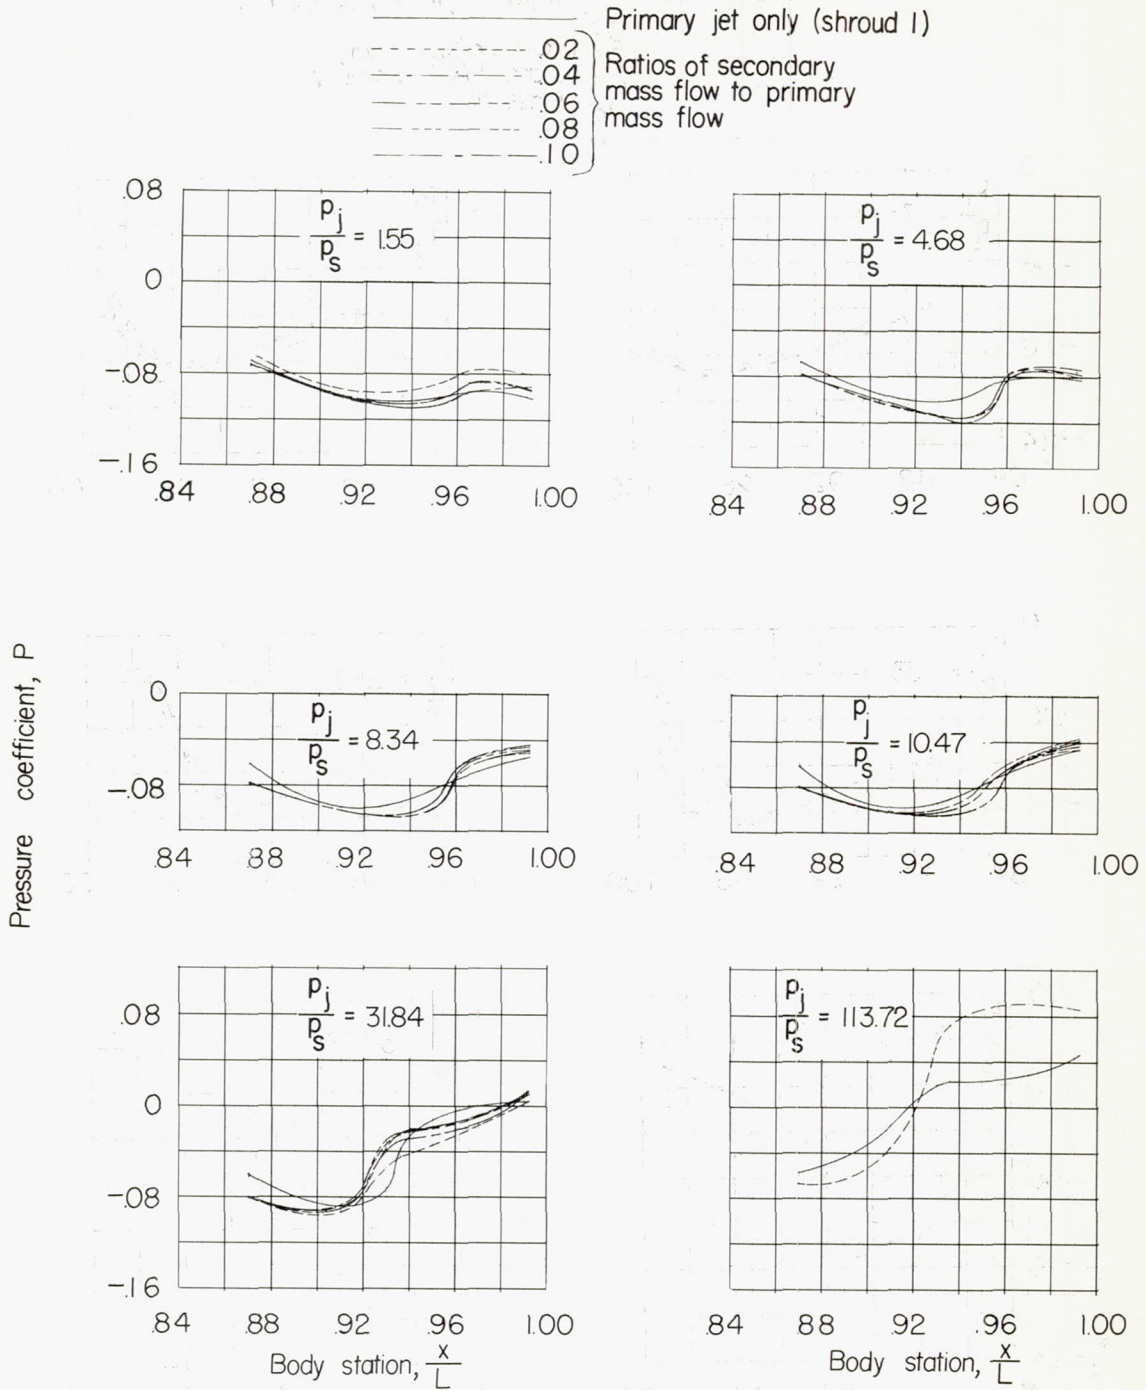 Primary jet only (shroud 1)
.02
.04
.06
.08
.10
Ratios of secondary
mass flow to primary
mass flow
.08
0
-.08
-.16
pj/ps = 1.55
.84 .88 .92 .96 1.00
pj/ps = 4.68
.84 .88 .92 .96 1.00
Pressure coefficient, P
0
-.08
pj/ps = 8.34
.84 .88 .92 .96 1.00
pj/ps = 10.47
.84 .88 .92 .96 1.00
.08
0
-.08
-.16
pj/ps = 31.84
.84 .88 .92 .96 1.00
Body station, x/L
pj/ps = 113.72
.84 .88 .92 .96 1.00
Body station, x/L